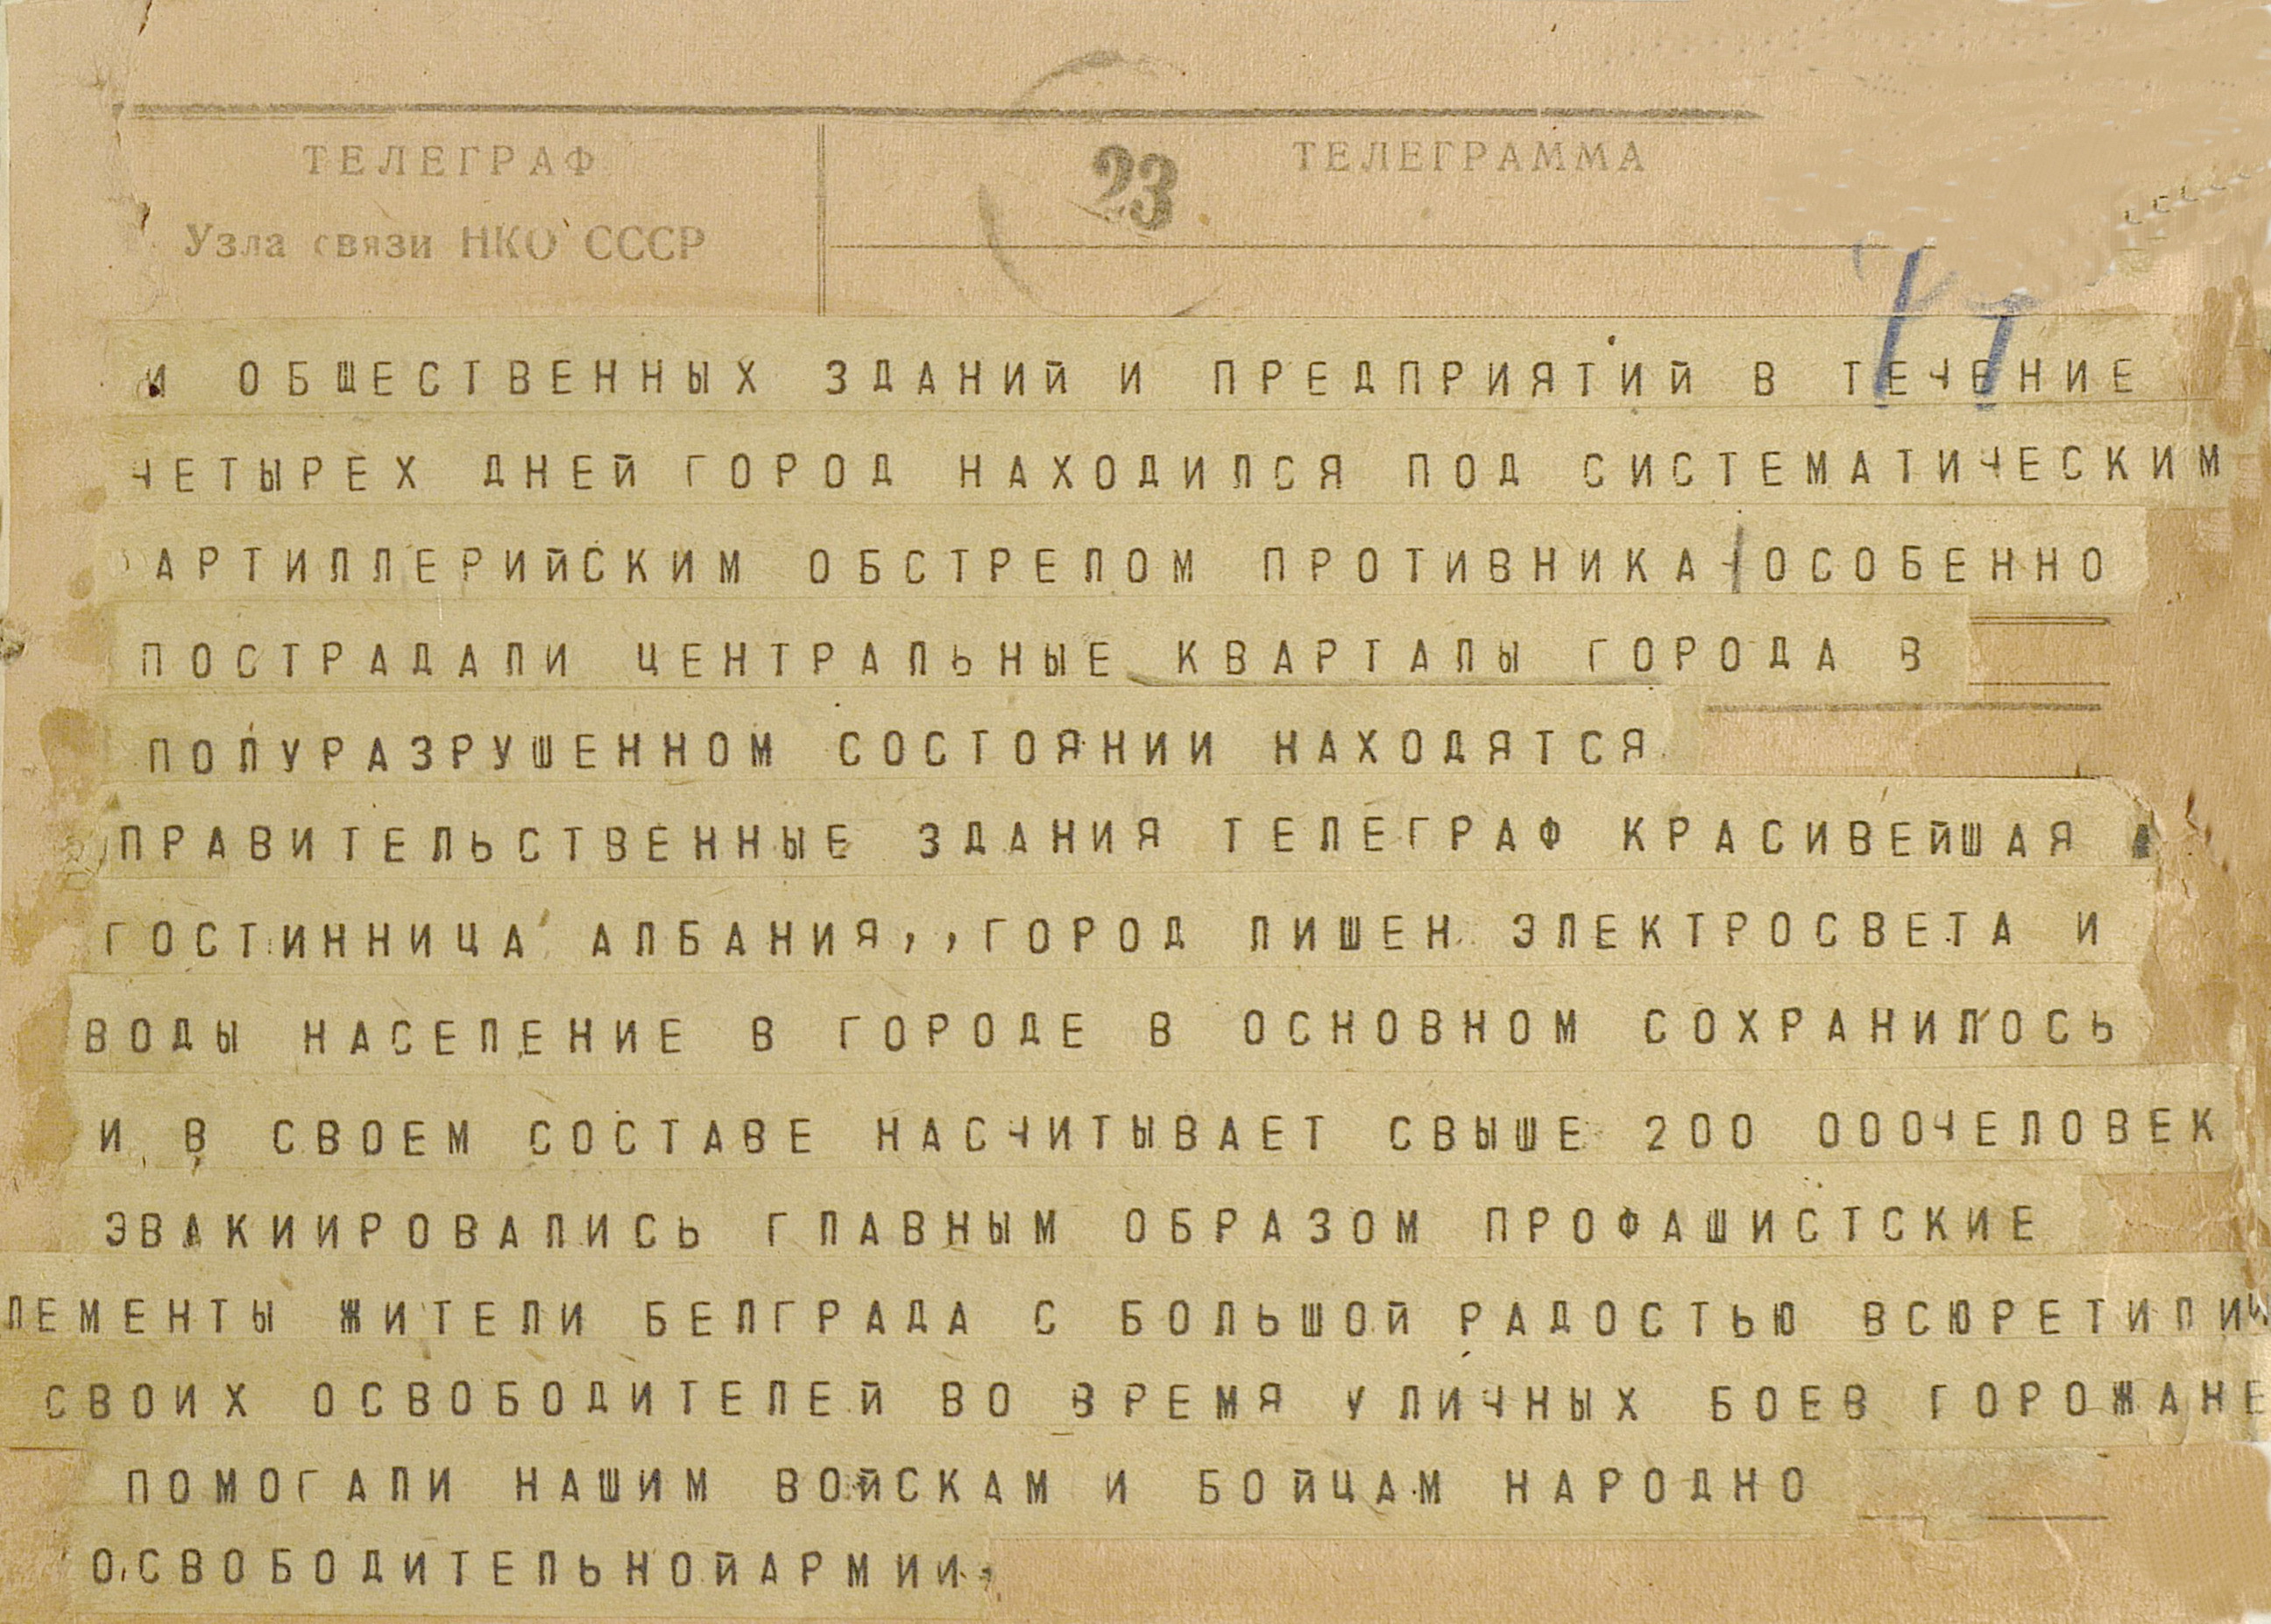 ТЕЛЕГРАФ
Узла связи НКО СССР
23
ТЕЛЕГРАММА
И ОБШЕСТВЕННЫХ ЗДАНИЙ И ПРЕДПРИЯТИЙ В ТЕЧЕНИЕ
ЧЕТЫРЕХ ДНЕЙ ГОРОД НАХОДИЛСЯ ПОД СИСТЕМАТИЧЕСКИМ
АРТИЛЛЕРИЙСКИМ ОБСТРЕЛОМ ПРОТИВНИКА ОСОБЕННО
ПОСТРАДАЛИ ЦЕНТРАЛЬНЫЕ КВАРТАЛЫ ГОРОДА В
ПОЛУРАЗРУШЕННОМ СОСТОЯНИИ НАХОДЯТСЯ
ПРАВИТЕЛЬСТВЕННЫЕ ЗДАНИЯ ТЕЛЕГРАФ КРАСИВЕЙШАЯ
ГОСТИННИЦА АЛБАНИЯ,,ГОРОД ЛИШЕН ЭЛЕКТРОСВЕТА И
ВОДЫ НАСЕЛЕНИЕ В ГОРОДЕ В ОСНОВНОМ СОХРАНИЛОСЬ
И В СВОЕМ СОСТАВЕ НАСЧИТЫВАЕТ СВЫШЕ 200 000ЧЕЛОВЕК
ЭВАКИИРОВАЛИСЬ ГЛАВНЫМ ОБРАЗОМ ПРОФАШИСТСКИЕ
ЛЕМЕНТЫ ЖИТЕЛИ БЕЛГРАДА С БОЛЬШОЙ РАДОСТЬЮ ВСЮРЕТИЛИИ
СВОИХ ОСВОБОДИТЕЛЕЙ ВО ВРЕМЯ УЛИЧНЫХ БОЕВ ГОРОЖАНЕ
ПОМОГАЛИ НАШИМ ВОЙСКАМ И БОЙЦАМ НАРОДНО
ОСВОБОДИТЕЛЬНОЙАРМИИ,